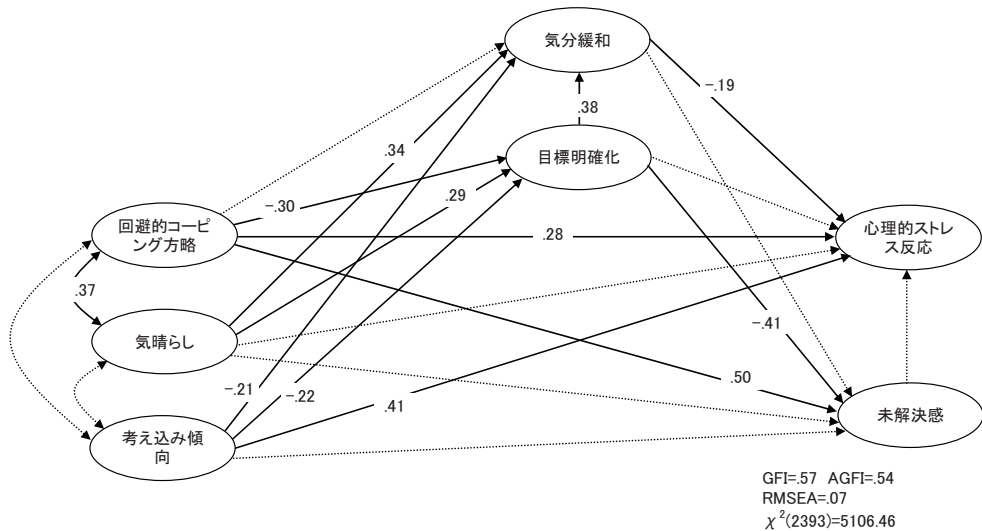 気分緩和
−.19
.38
目標明確化
.34
.29
−.30
回避的コーピ
ング方略
.28
心理的ストレ
ス反応
.37
気晴らし
−.41
−.21
−.22
.41
.50
未解決感
考え込み傾
向
GFI=.57 AGFI=.54
RMSEA=.07
χ²(2393)=5106.46